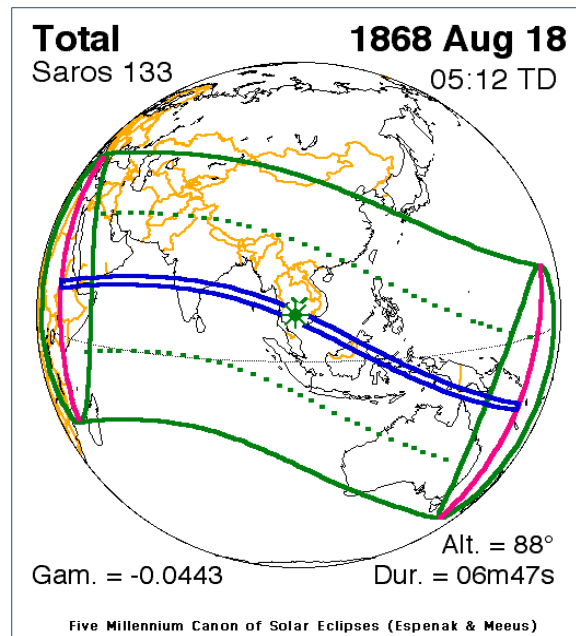 Total 1868 Aug 18
Saros 133 05:12 TD
Alt. = 88°
Gam. = -0.0443 Dur. = 06m47s
Five Millennium Canon of Solar Eclipses (Espenak & Meeus)